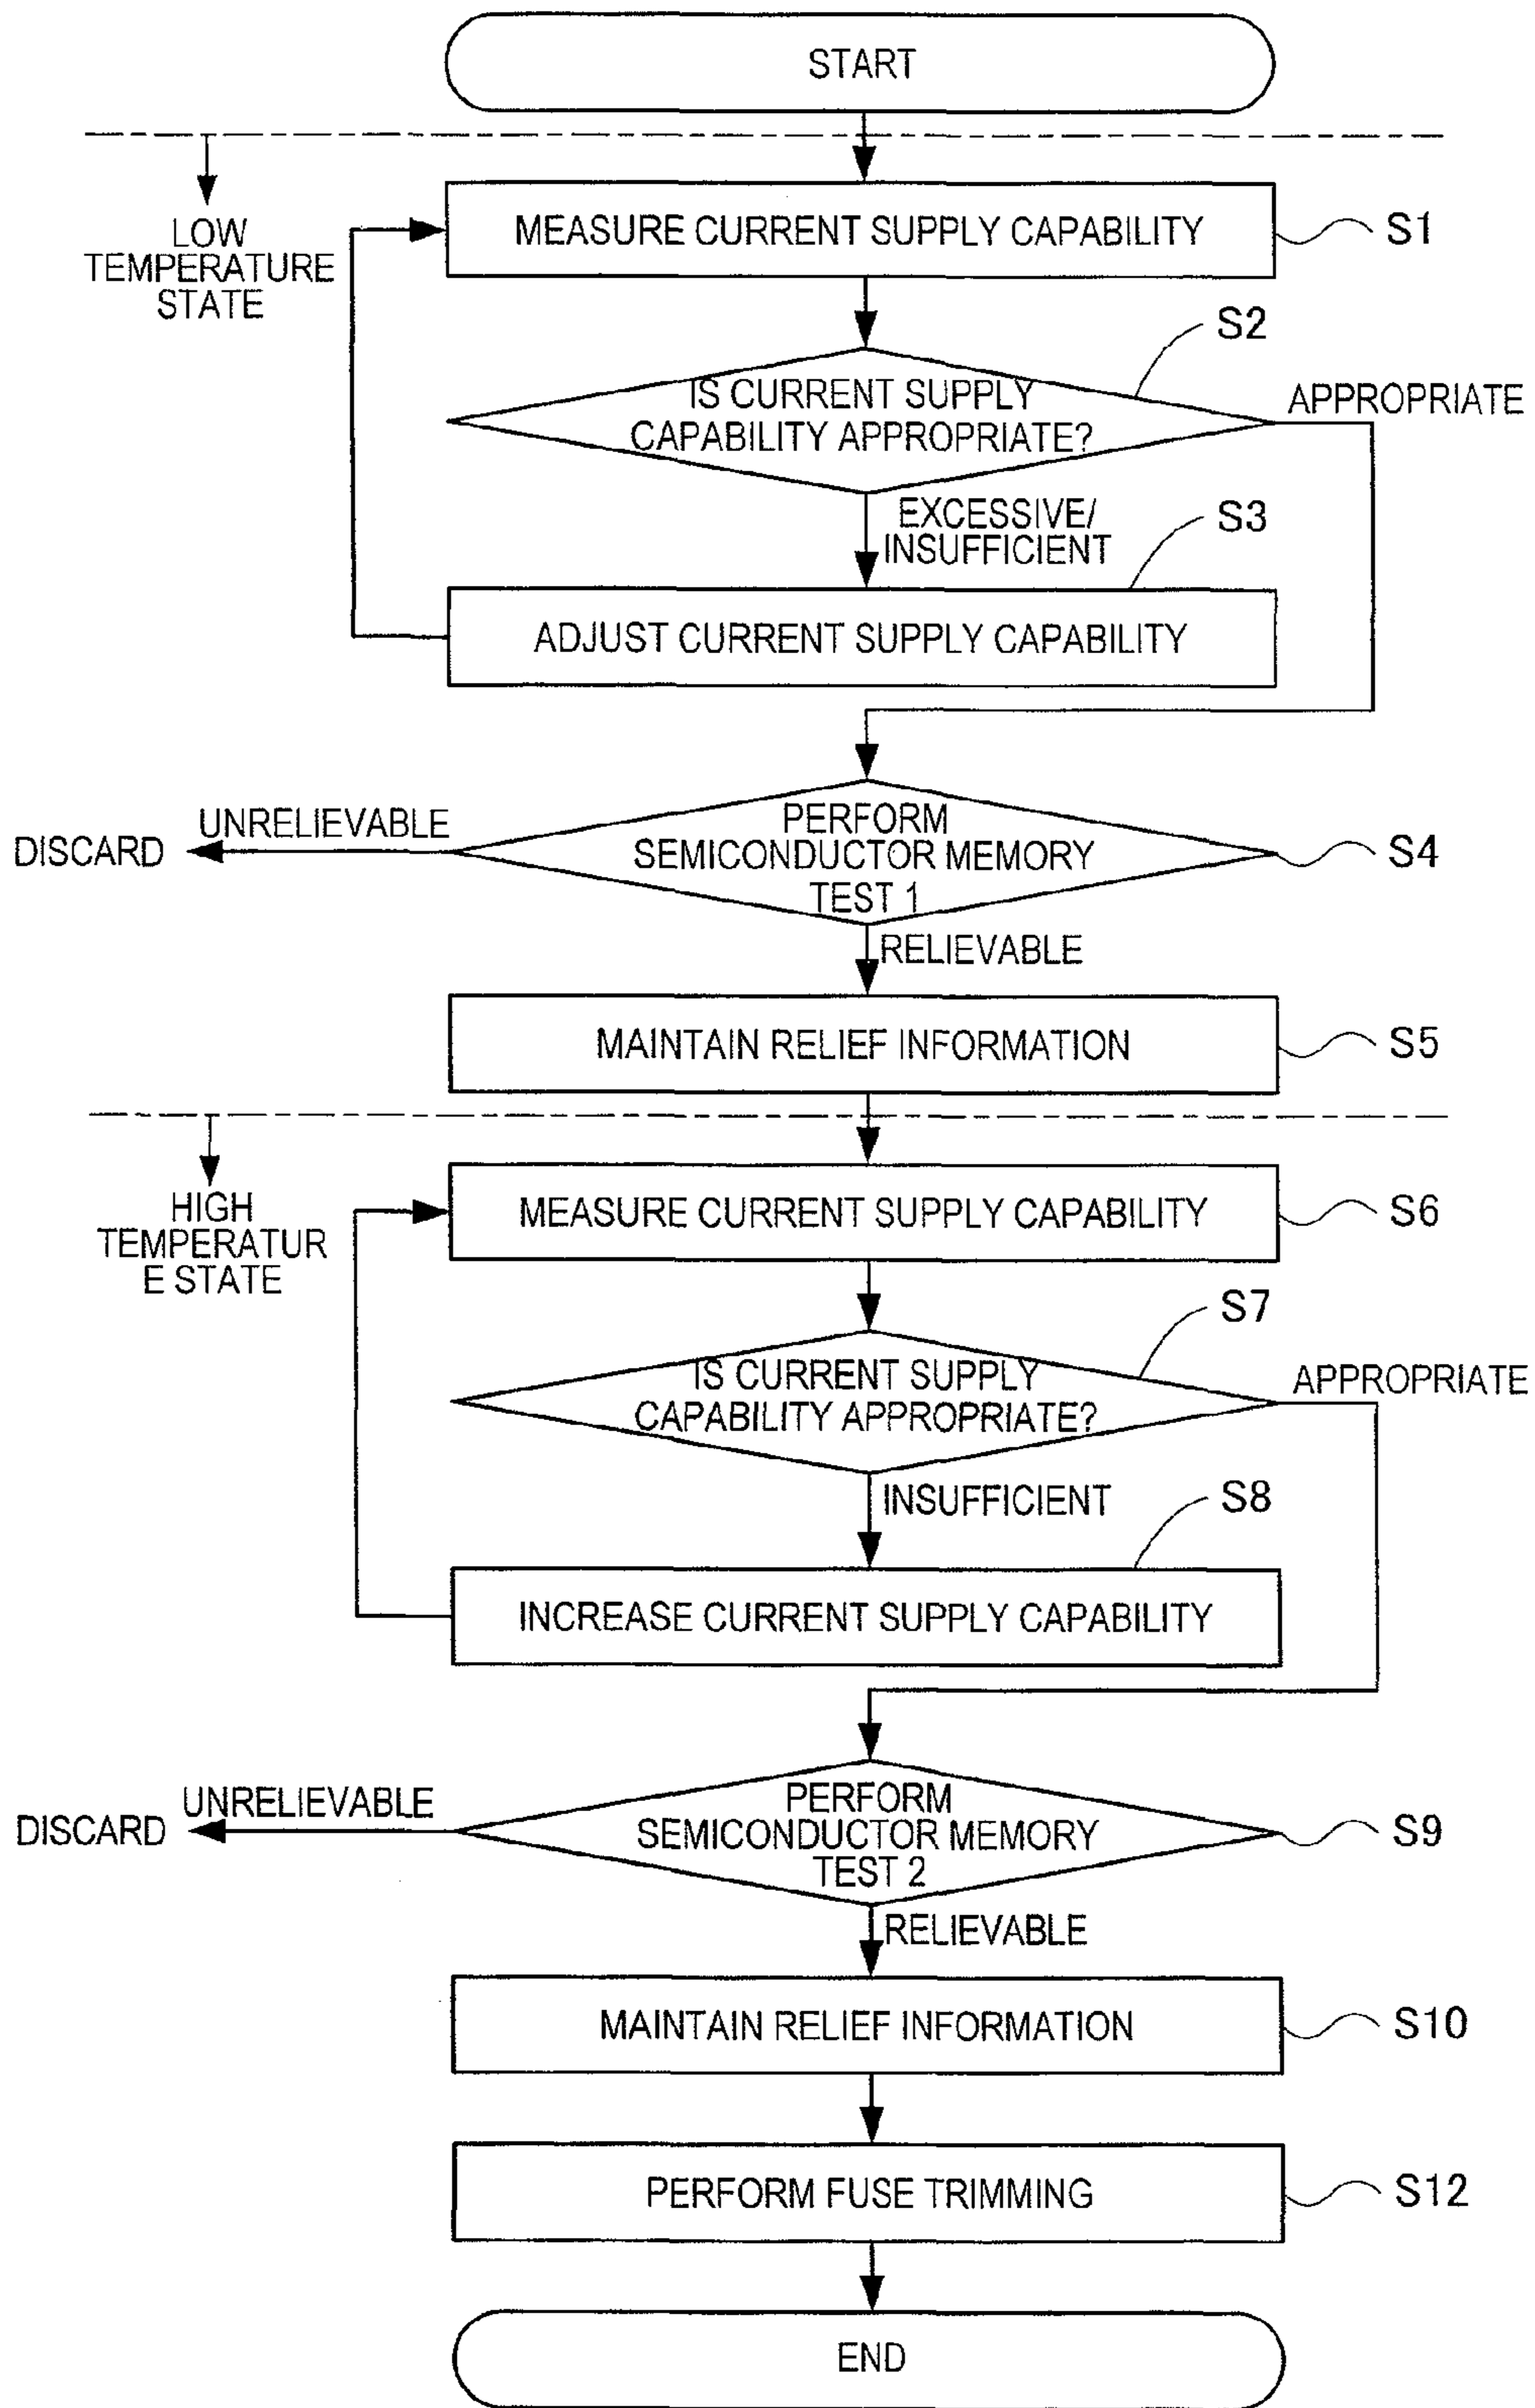 START
LOW
TEMPERATURE
STATE
MEASURE CURRENT SUPPLY CAPABILITY
S1
S2
IS CURRENT SUPPLY
CAPABILITY APPROPRIATE?
APPROPRIATE
EXCESSIVE/
INSUFFICIENT
S3
ADJUST CURRENT SUPPLY CAPABILITY
DISCARD
UNRELIEVABLE
PERFORM
SEMICONDUCTOR MEMORY
TEST 1
S4
RELIEVABLE
MAINTAIN RELIEF INFORMATION
S5
HIGH
TEMPERATUR
E STATE
MEASURE CURRENT SUPPLY CAPABILITY
S6
S7
IS CURRENT SUPPLY
CAPABILITY APPROPRIATE?
APPROPRIATE
INSUFFICIENT
S8
INCREASE CURRENT SUPPLY CAPABILITY
DISCARD
UNRELIEVABLE
PERFORM
SEMICONDUCTOR MEMORY
TEST 2
S9
RELIEVABLE
MAINTAIN RELIEF INFORMATION
S10
PERFORM FUSE TRIMMING
S12
END